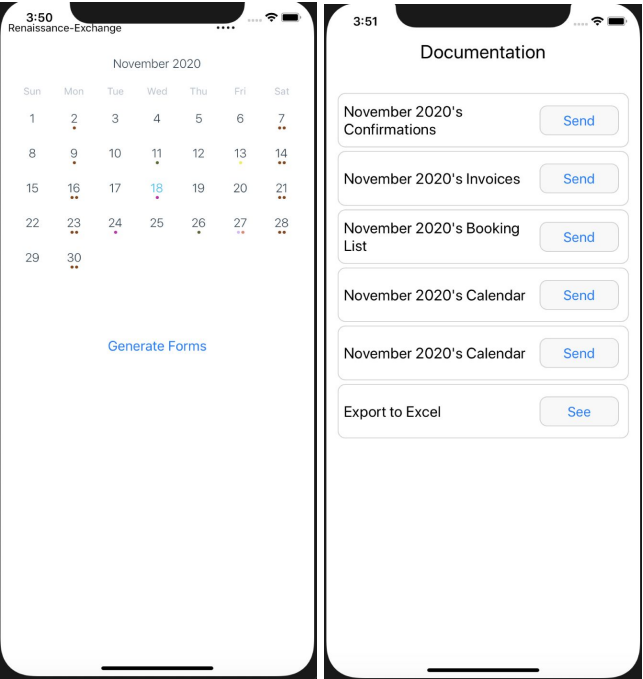 3:50
Renaissance-Exchange
November 2020
Sun Mon Tue Wed Thu Fri Sat
1 2 3 4 5 6 7
8 9 10 11 12 13 14
15 16 17 18 19 20 21
22 23 24 25 26 27 28
29 30
Generate Forms
3:51
Documentation
November 2020's
Confirmations
Send
November 2020's Invoices
Send
November 2020's Booking
List
Send
November 2020's Calendar
Send
November 2020's Calendar
Send
Export to Excel
See